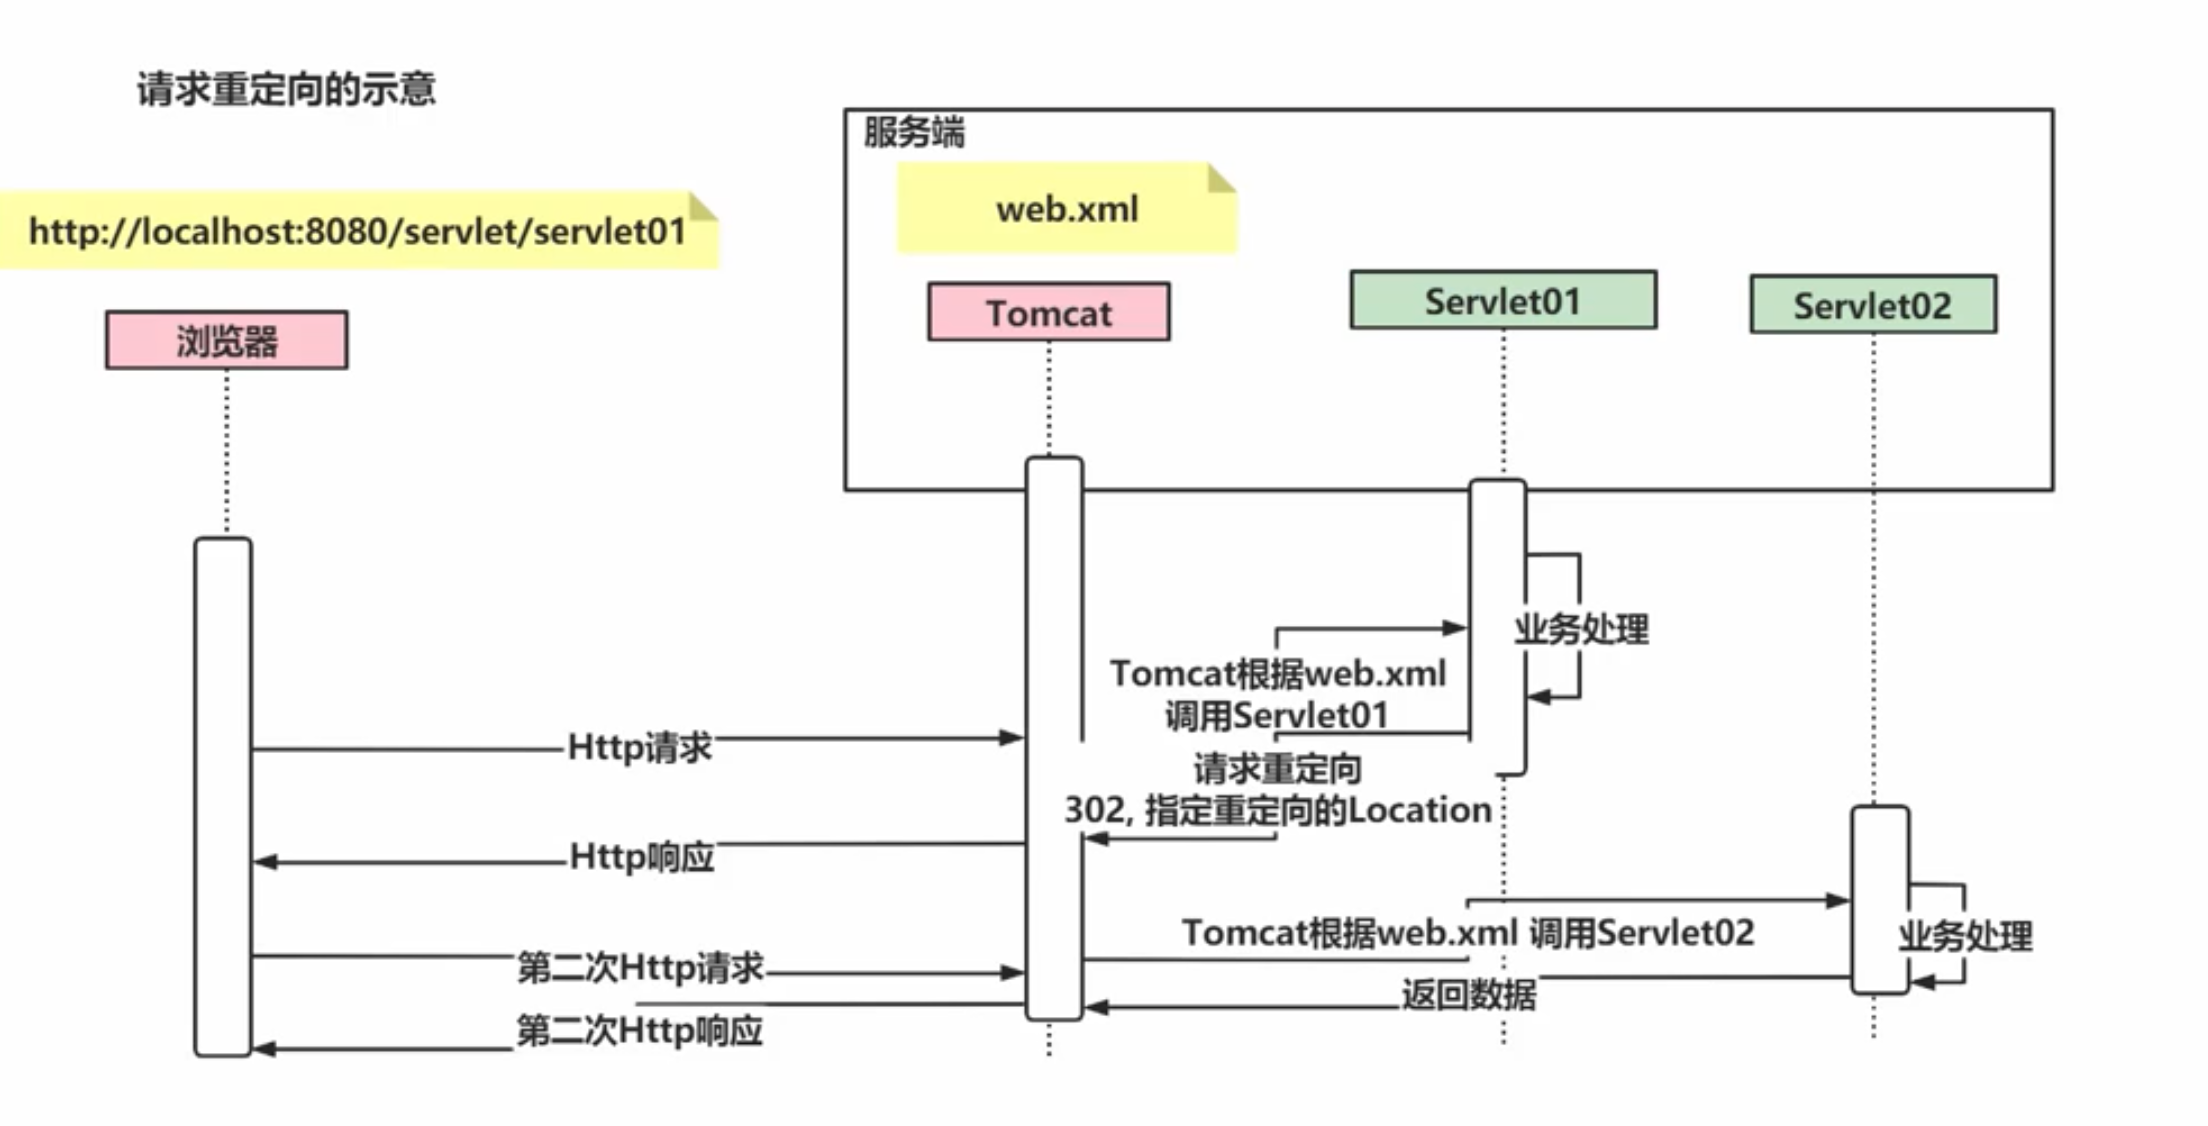 请求重定向的示意
服务端
web.xml
http://localhost:8080/servlet/servlet01
浏览器
Tomcat
Servlet01
Servlet02
业务处理
Tomcat根据web.xml
调用Servlet01
Http请求
请求重定向
302, 指定重定向的Location
Http响应
Tomcat根据web.xml 调用Servlet02
业务处理
第二次Http请求
返回数据
第二次Http响应